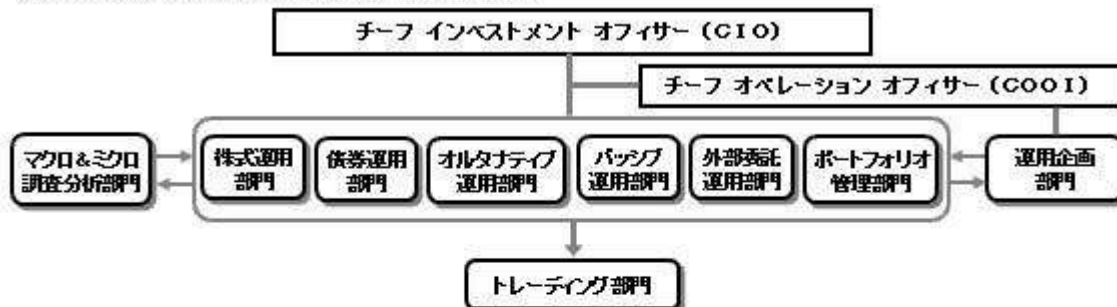 チーフ インベストメント オフィサー（CIO）
チーフ オペレーション オフィサー（COOI）
マクロ＆ミクロ
調査分析部門
株式運用
部門
債券運用
部門
オルタナティブ
運用部門
パッシブ
運用部門
外部委託
運用部門
ポートフォリオ
管理部門
運用企画
部門
トレーディング部門